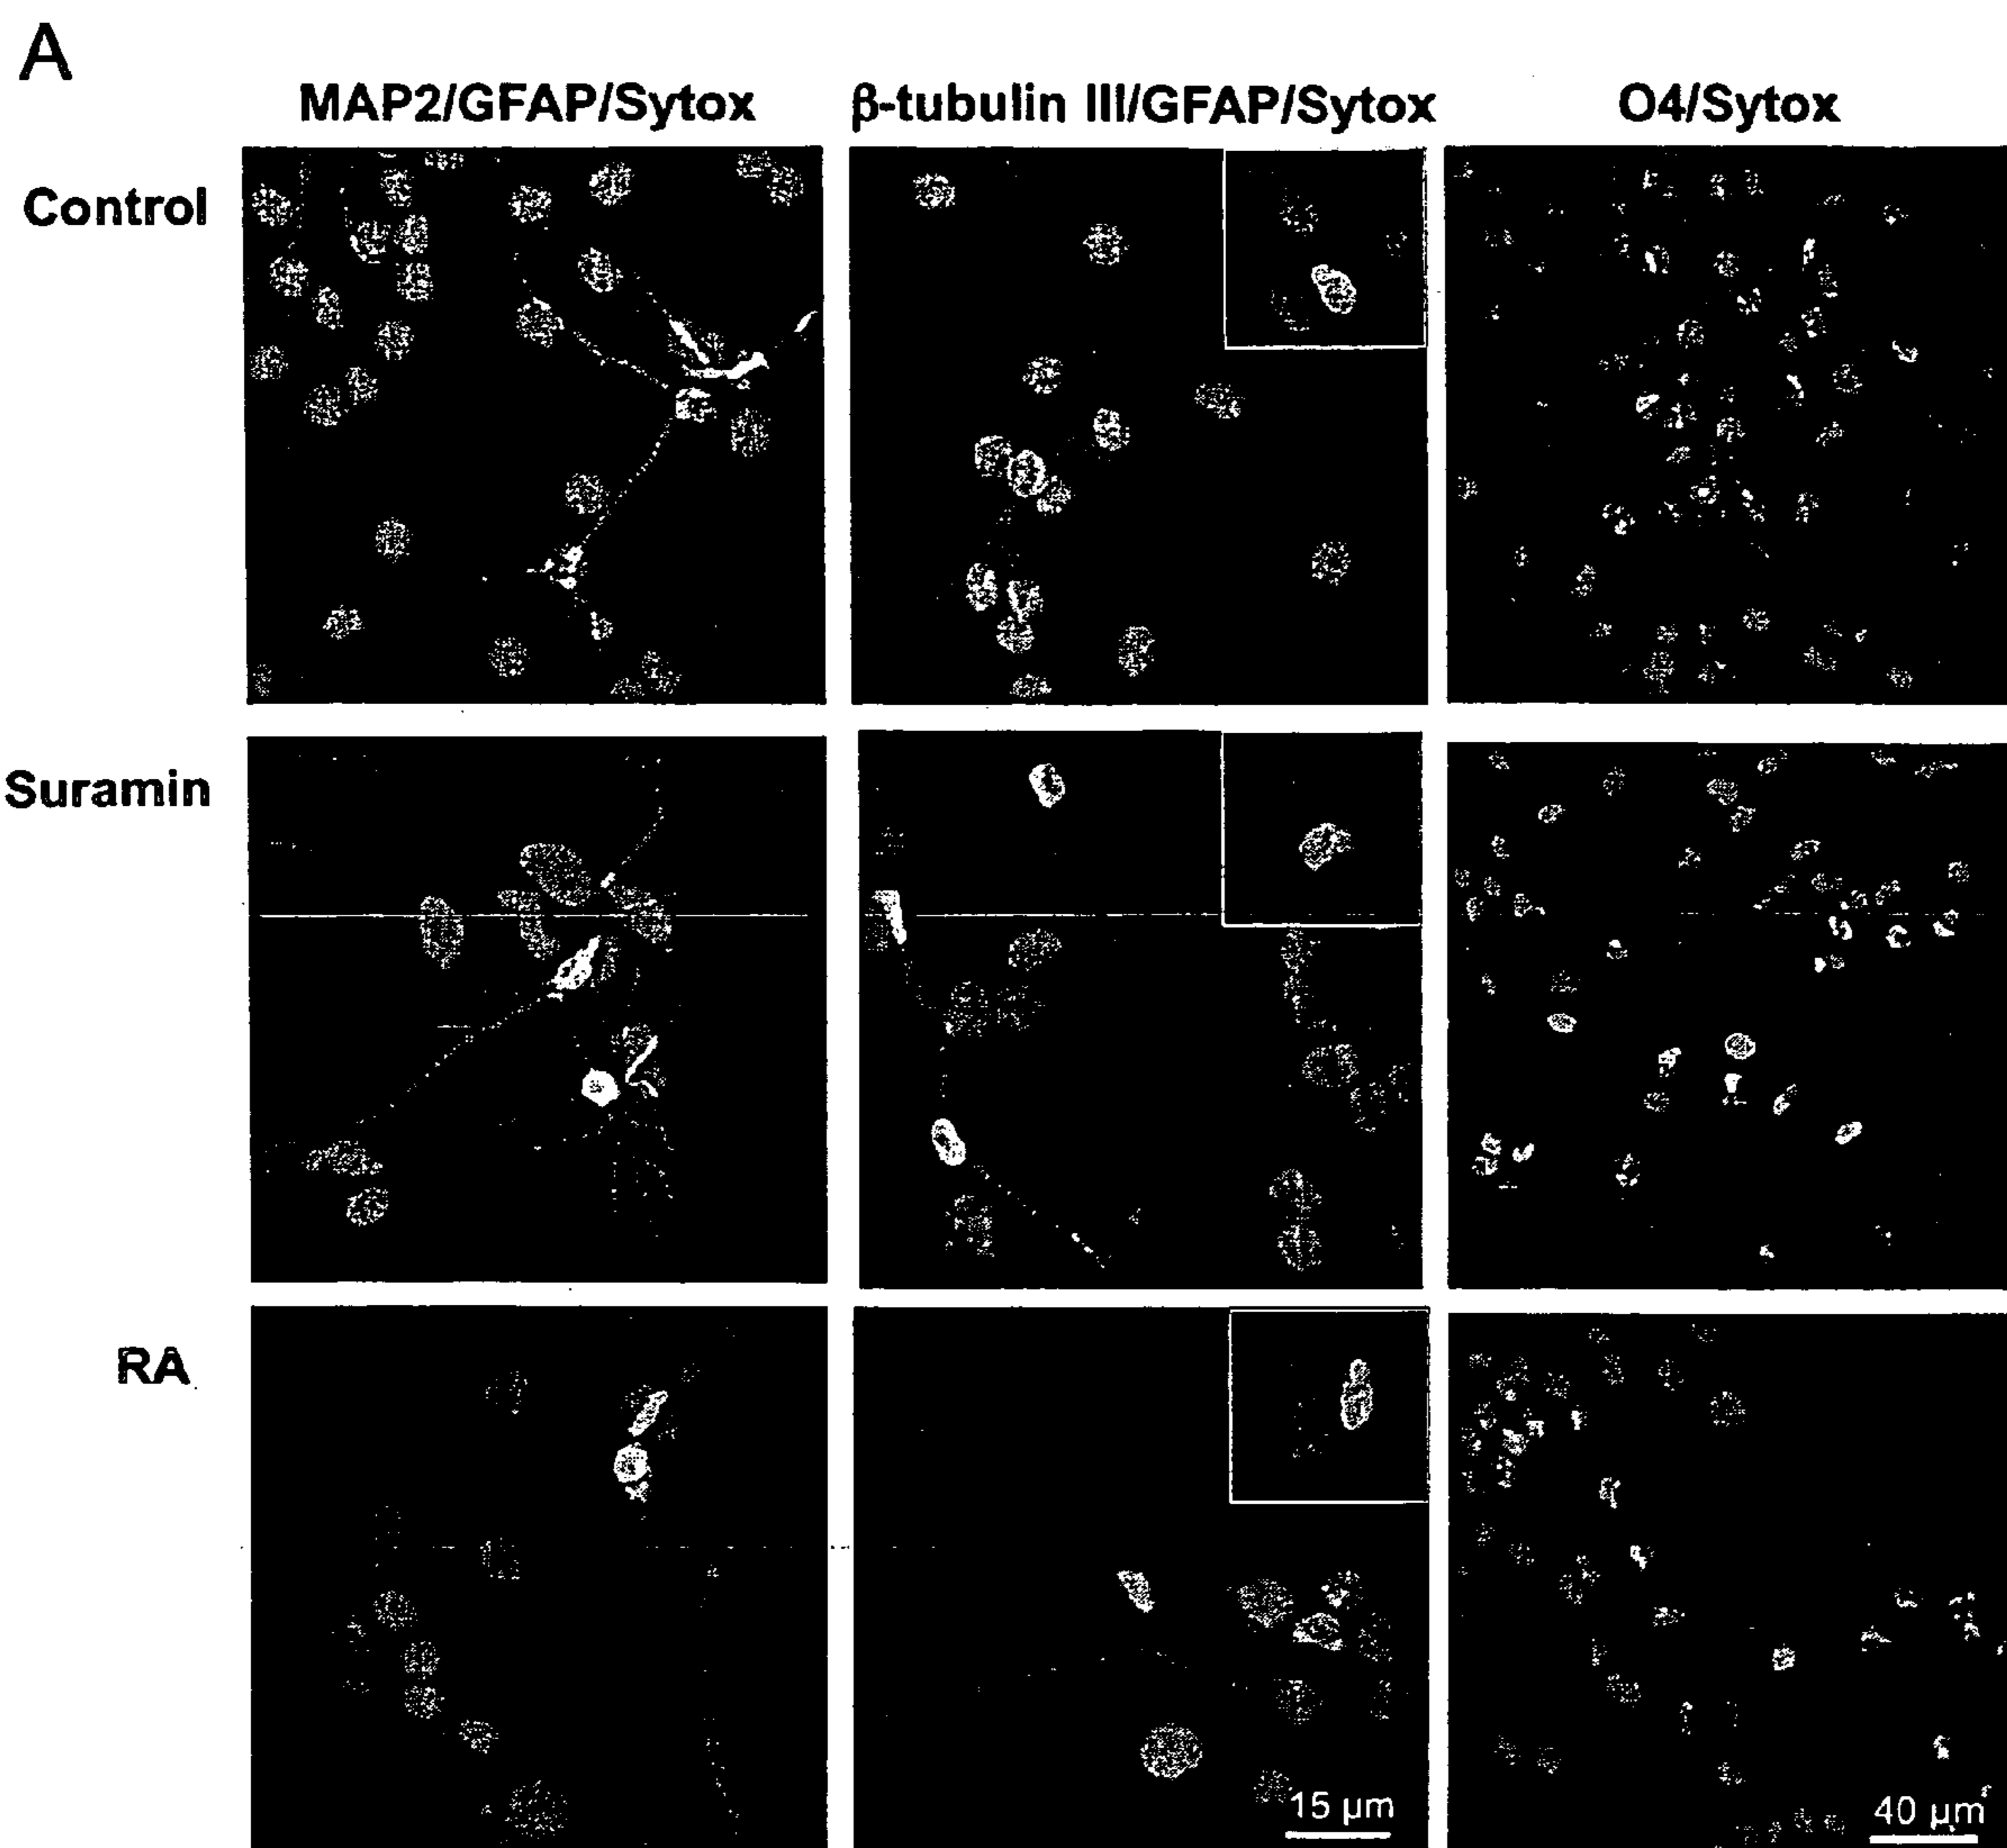 A
MAP2/GFAP/Sytox β-tubulin III/GFAP/Sytox O4/Sytox
Control
Suramin
RA
15 µm
40 µm